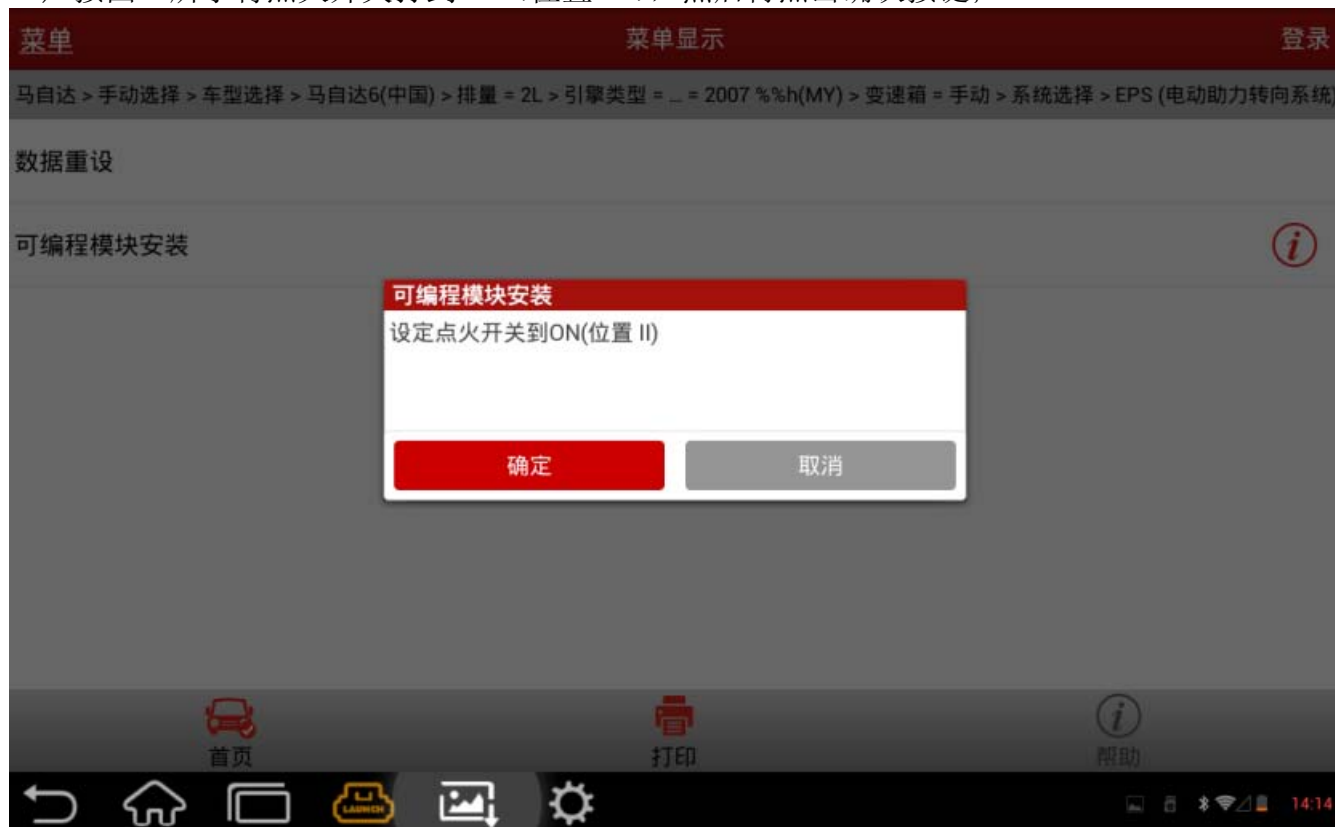 菜单 菜单显示 登录
马自达 > 手动选择 > 车型选择 > 马自达6(中国) > 排量 = 2L > 引擎类型 = _ = 2007 %%h(MY) > 变速箱 = 手动 > 系统选择 > EPS (电动助力转向系统)
数据重设
可编程模块安装
可编程模块安装
设定点火开关到ON(位置 II)
确定 取消
首页 打印 帮助
LAUNCH
14:14